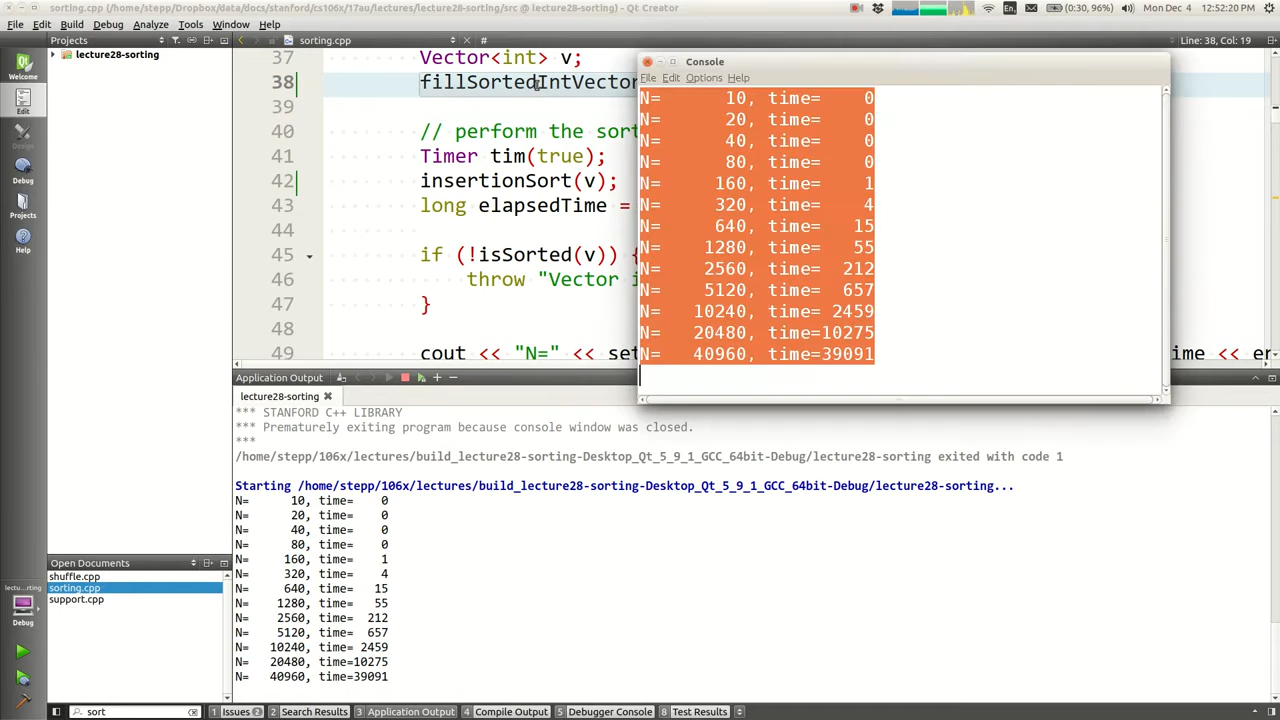 sorting.cpp (/home/stepp/Dropbox/data/docs/stanford/cs106x/17au/lectures/lecture28-sorting/src @ lecture28-sorting) - Qt Creator
(0:30, 96%) Mon Dec 4 12:52:20 PM
En
File Edit Build Debug Analyze Tools Window Help
Projects
sorting.cpp
#
Line: 38, Col: 19
lecture28-sorting
Welcome
Edit
Design
Debug
Projects
Help
37 Vector<int> v;
38 fillSortedIntVector
39
40 // perform the sor
41 Timer tim(true);
42 insertionSort(v);
43 long elapsedTime =
44
45 if (!isSorted(v)) {
46 throw "Vector i
47 }
48
49 cout << "N=" << set
ime << en
Console
File Edit Options Help
N= 10, time= 0
N= 20, time= 0
N= 40, time= 0
N= 80, time= 0
N= 160, time= 1
N= 320, time= 4
N= 640, time= 15
N= 1280, time= 55
N= 2560, time= 212
N= 5120, time= 657
N= 10240, time= 2459
N= 20480, time=10275
N= 40960, time=39091
Application Output
lecture28-sorting
*** STANFORD C++ LIBRARY
*** Prematurely exiting program because console window was closed.
***
/home/stepp/106x/lectures/build_lecture28-sorting-Desktop_Qt_5_9_1_GCC_64bit-Debug/lecture28-sorting exited with code 1
Starting /home/stepp/106x/lectures/build_lecture28-sorting-Desktop_Qt_5_9_1_GCC_64bit-Debug/lecture28-sorting...
N= 10, time= 0
N= 20, time= 0
N= 40, time= 0
N= 80, time= 0
N= 160, time= 1
N= 320, time= 4
N= 640, time= 15
N= 1280, time= 55
N= 2560, time= 212
N= 5120, time= 657
N= 10240, time= 2459
N= 20480, time=10275
N= 40960, time=39091
Open Documents
shuffle.cpp
sorting.cpp
support.cpp
lectu...rting
Debug
sort
1 Issues 2
2 Search Results
3 Application Output
4 Compile Output
5 Debugger Console
8 Test Results